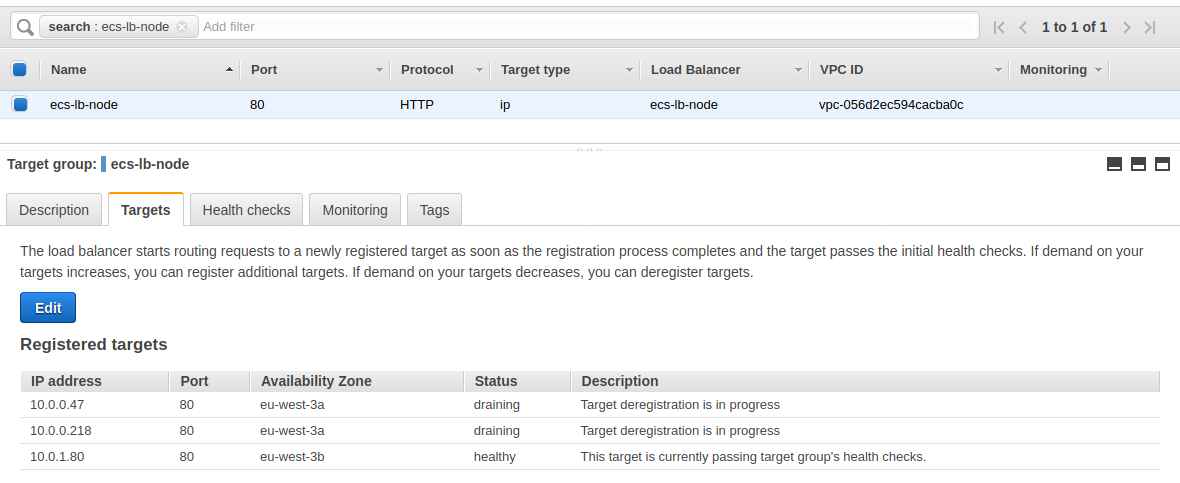 search : ecs-lb-node Add filter 1 to 1 of 1
Name Port Protocol Target type Load Balancer VPC ID Monitoring
ecs-lb-node 80 HTTP ip ecs-lb-node vpc-056d2ec594cacba0c
Target group: ecs-lb-node
Description Targets Health checks Monitoring Tags
The load balancer starts routing requests to a newly registered target as soon as the registration process completes and the target passes the initial health checks. If demand on your
targets increases, you can register additional targets. If demand on your targets decreases, you can deregister targets.
Edit
Registered targets
IP address Port Availability Zone Status Description
10.0.0.47 80 eu-west-3a draining Target deregistration is in progress
10.0.0.218 80 eu-west-3a draining Target deregistration is in progress
10.0.1.80 80 eu-west-3b healthy This target is currently passing target group's health checks.